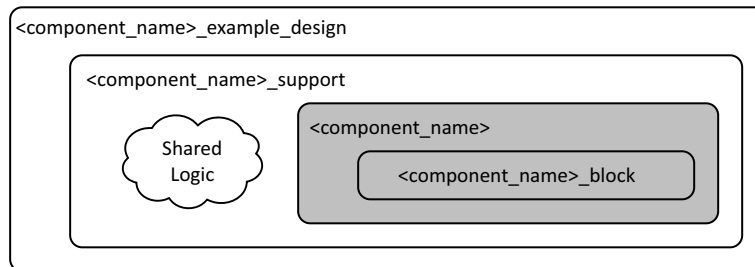 <component_name>_example_design
<component_name>_support
Shared
Logic
<component_name>
<component_name>_block